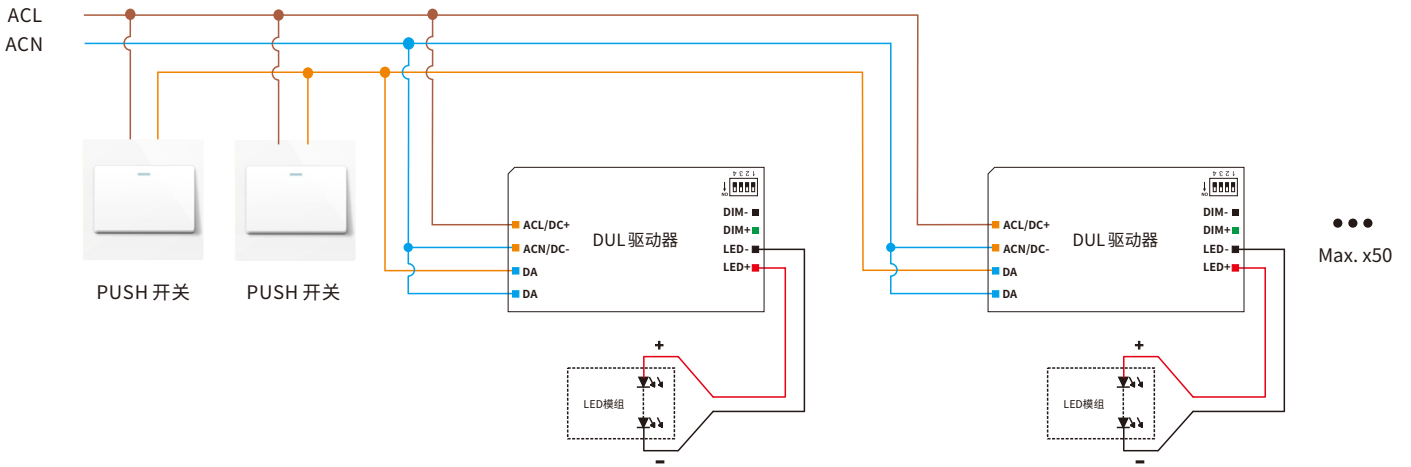 ACL
ACN
PUSH 开关
PUSH 开关
1 2 3 4
ON
DIM-
DIM+
LED-
LED+
ACL/DC+
ACN/DC-
DA
DA
DUL 驱动器
+
LED模组
-
1 2 3 4
ON
DIM-
DIM+
LED-
LED+
ACL/DC+
ACN/DC-
DA
DA
DUL 驱动器
+
LED模组
-
•••
Max. x50